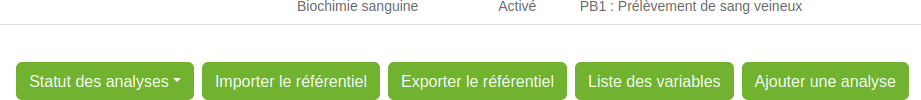 Biochimie sanguine Activé PB1 : Prélèvement de sang veineux
Statut des analyses Importer le référentiel Exporter le référentiel Liste des variables Ajouter une analyse